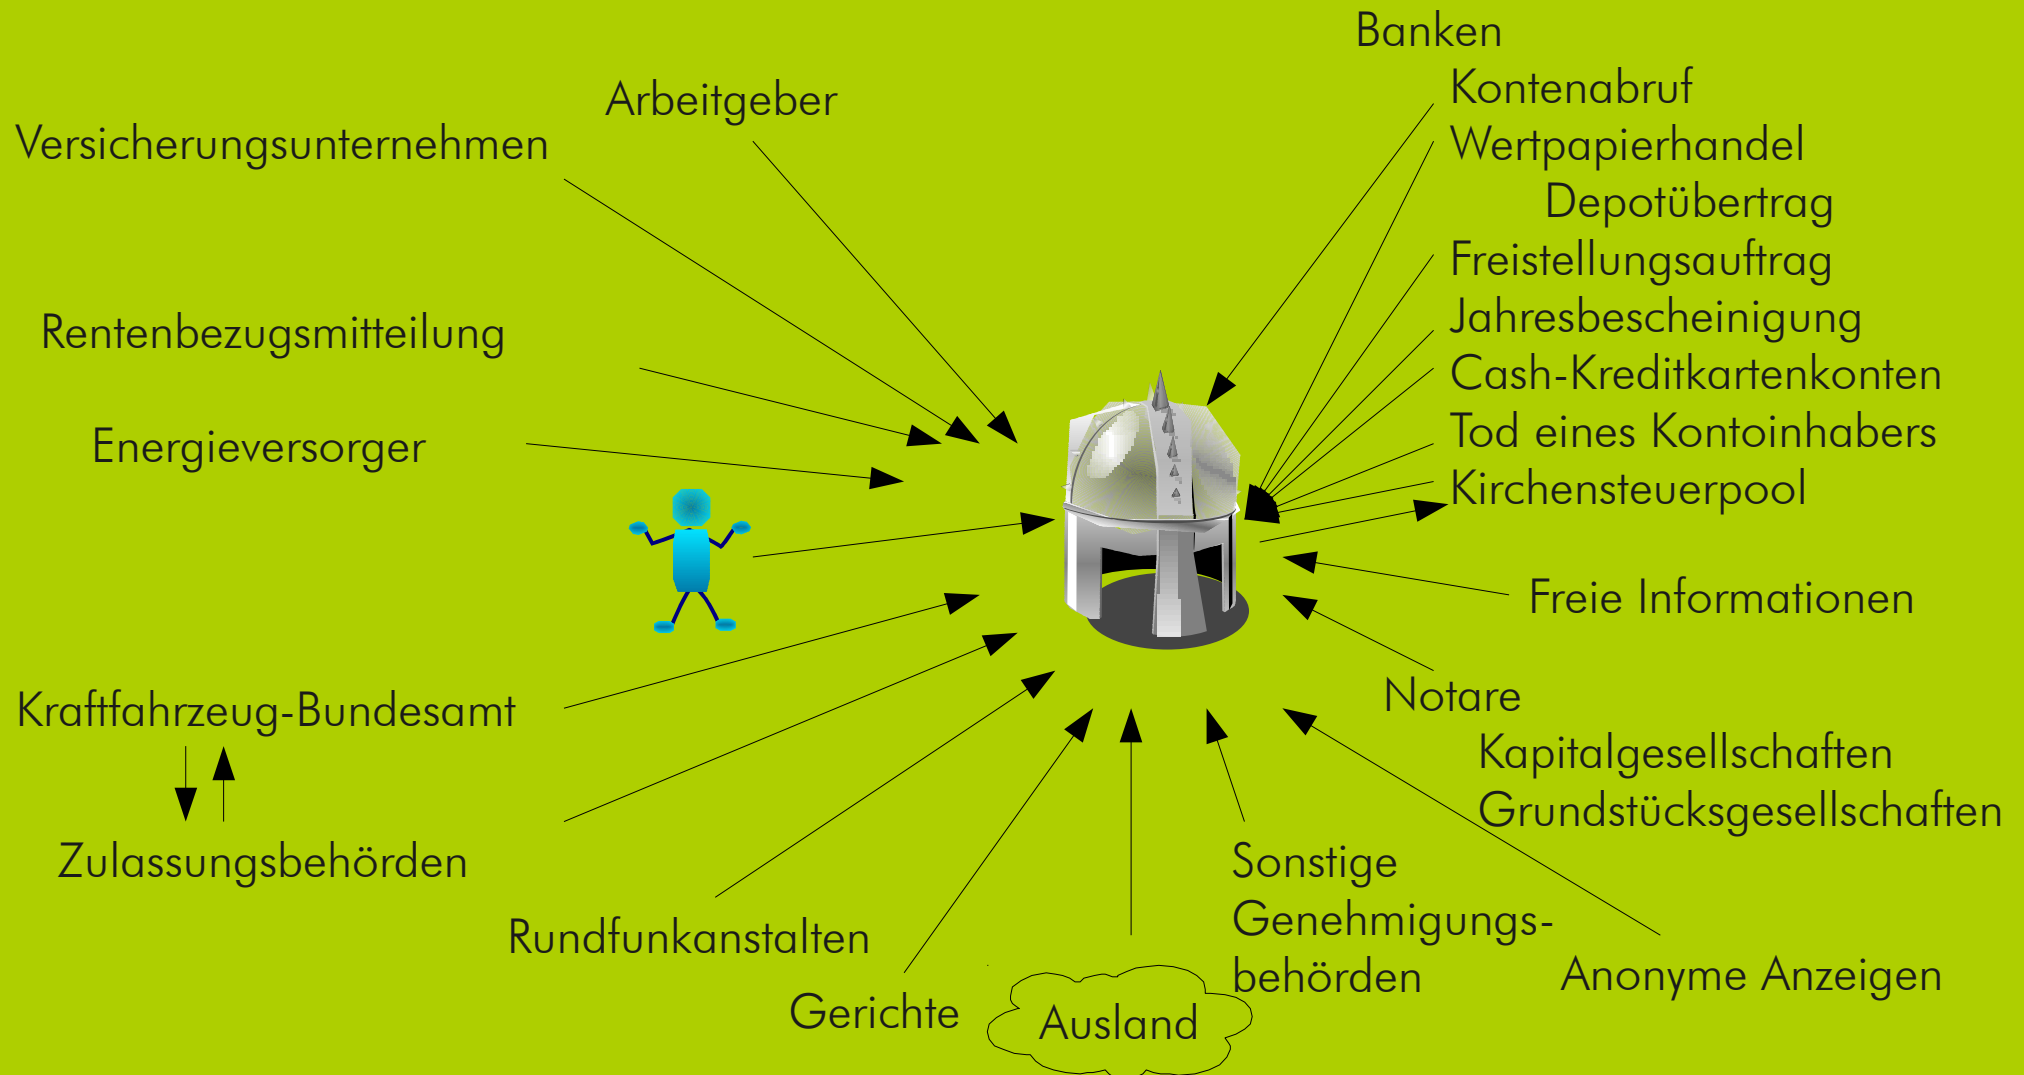 Banken
Kontenabruf
Wertpapierhandel
Depotübertrag
Freistellungsauftrag
Jahresbescheinigung
Cash-Kreditkartenkonten
Tod eines Kontoinhabers
Kirchensteuerpool
Arbeitgeber
Versicherungsunternehmen
Rentenbezugsmitteilung
Energieversorger
Freie Informationen
Notare
Kapitalgesellschaften
Grundstücksgesellschaften
Kraftfahrzeug-Bundesamt
Zulassungsbehörden
Rundfunkanstalten
Gerichte
Ausland
Sonstige
Genehmigungs-
behörden
Anonyme Anzeigen